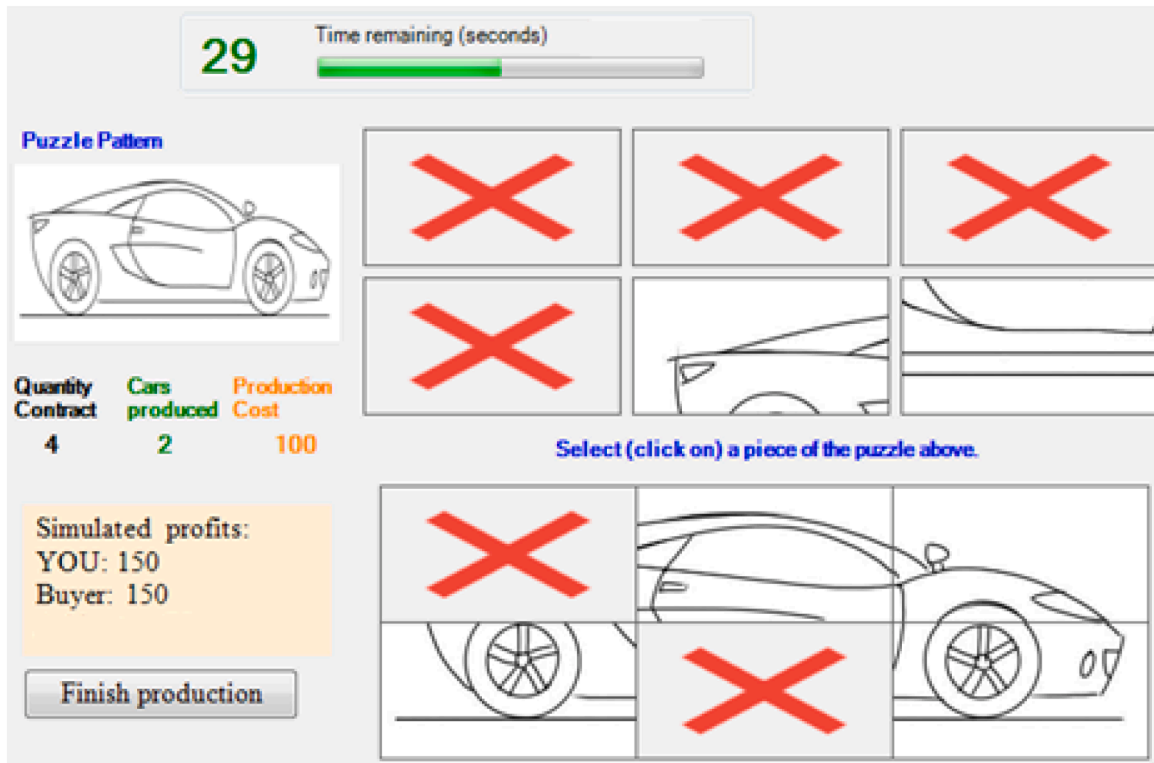 29
Time remaining (seconds)
Puzzle Pattern
Quantity Contract
Cars produced
Production Cost
4
2
100
Select (click on) a piece of the puzzle above.
Simulated profits:
YOU: 150
Buyer: 150
Finish production